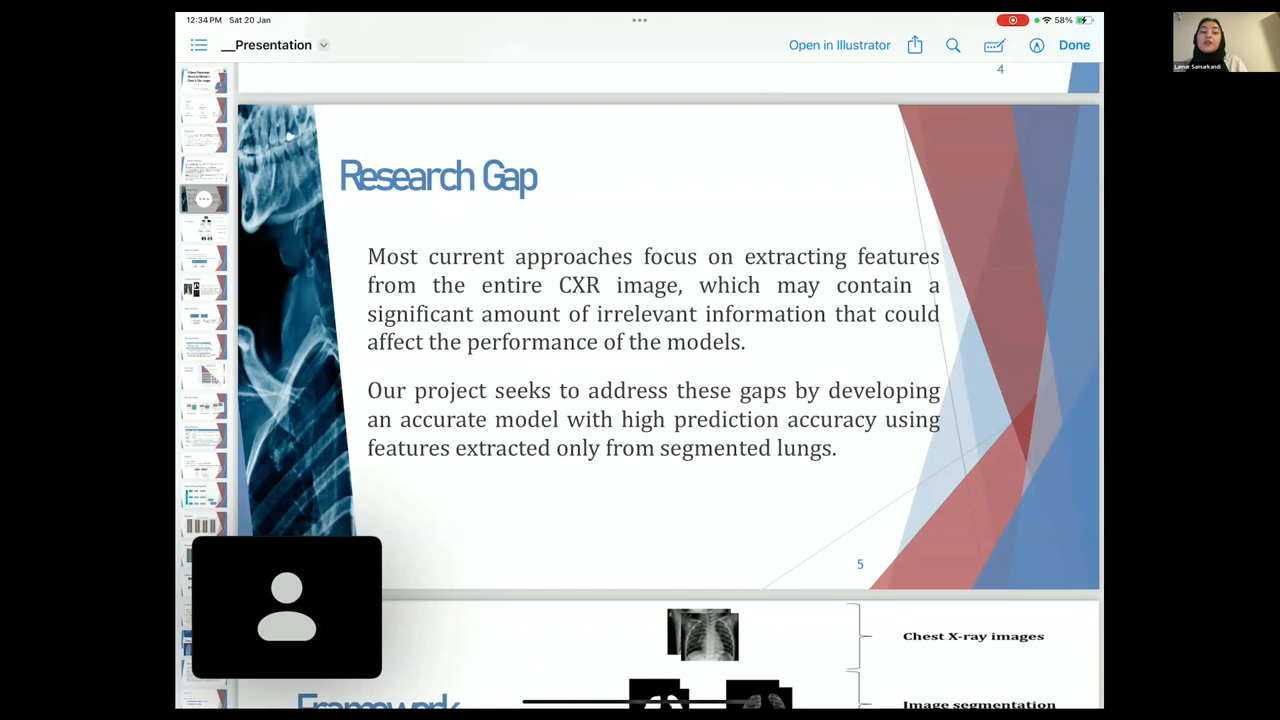 12:34 PM Sat 20 Jan
58%
__Presentation
Open in Illustrator
Done
Lamar Samarkandi
4
Research Gap
Most current approaches focus on extracting features
from the entire CXR image, which may contain a
significant amount of irrelevant information that could
affect the performance of the models.
Our project seeks to address these gaps by developing
an accurate model with high prediction accuracy using
features extracted only from segmented lungs.
5
Chest X-ray images
Framework
Image segmentation